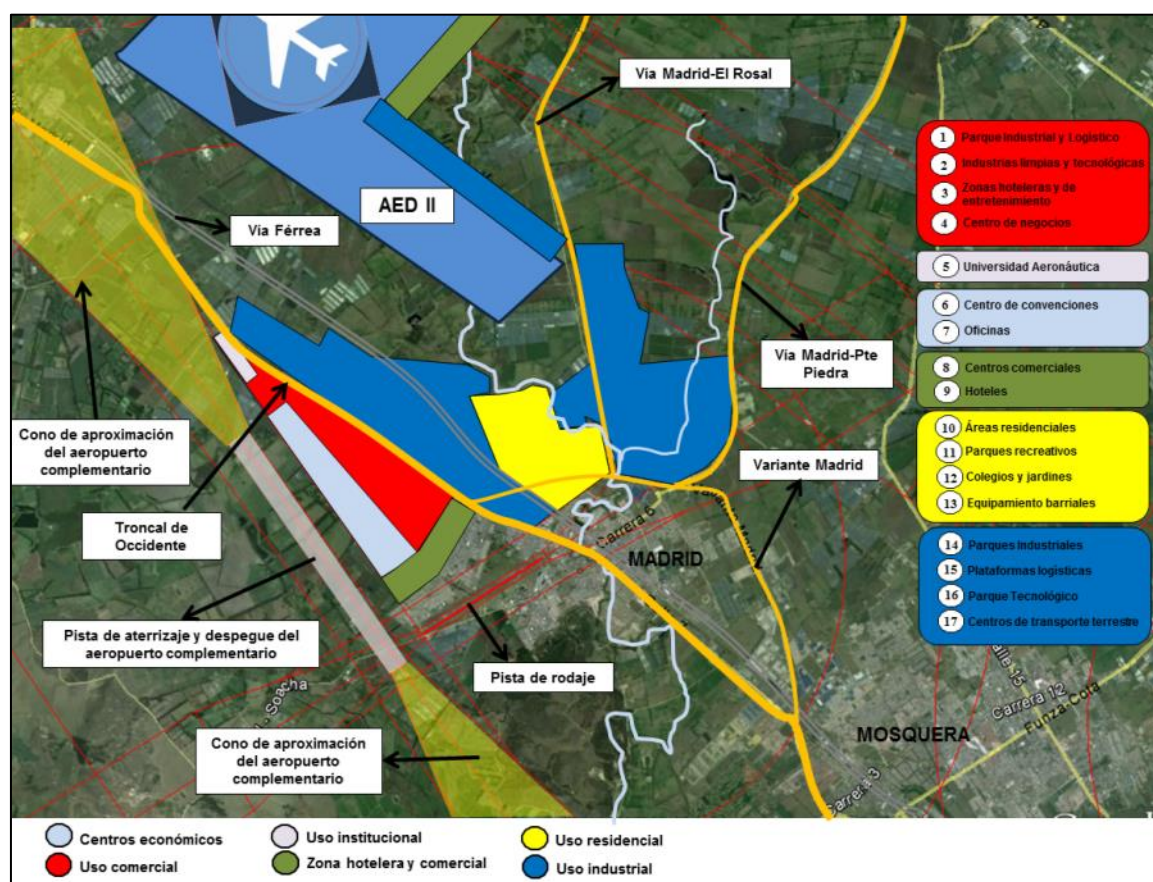 Vía Madrid-El Rosal
AED II
Vía Férrea
Vía Madrid-Pte
Piedra
Cono de aproximación
del aeropuerto
complementario
Variante Madrid
Troncal de
Occidente
Carrera 6
MADRID
Pista de aterrizaje y despegue del
aeropuerto complementario
Pista de rodaje
Soacha
Cono de aproximación
del aeropuerto
complementario
MOSQUERA
Carrera 3
Carrera 12
Funza-Cota
1 Parque industrial y Logístico
2 Industrias limpias y tecnológicas
3 Zonas hoteleras y de
entretenimiento
4 Centro de negocios
5 Universidad Aeronáutica
6 Centro de convenciones
7 Oficinas
8 Centros comerciales
9 Hoteles
10 Áreas residenciales
11 Parques recreativos
12 Colegios y jardines
13 Equipamiento barriales
14 Parques Industriales
15 Plataformas logísticas
16 Parque Tecnológico
17 Centros de transporte terrestre
Centros económicos
Uso institucional
Uso residencial
Uso comercial
Zona hotelera y comercial
Uso industrial